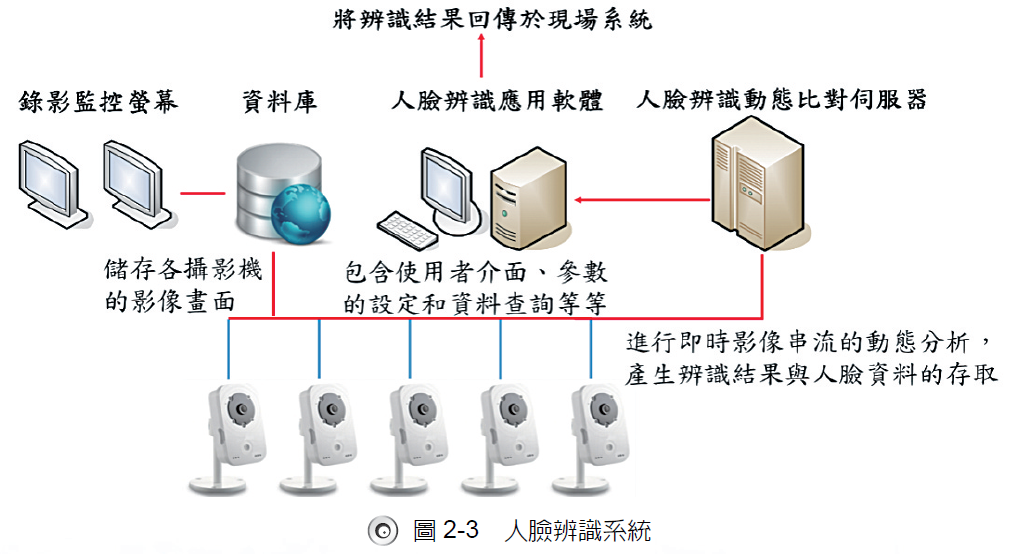 將辨識結果回傳於現場系統
錄影監控螢幕
資料庫
人臉辨識應用軟體
人臉辨識動態比對伺服器
儲存各攝影機
的影像畫面
包含使用者介面、參數
的設定和資料查詢等等
進行即時影像串流的動態分析，
產生辨識結果與人臉資料的存取
圖 2-3 人臉辨識系統